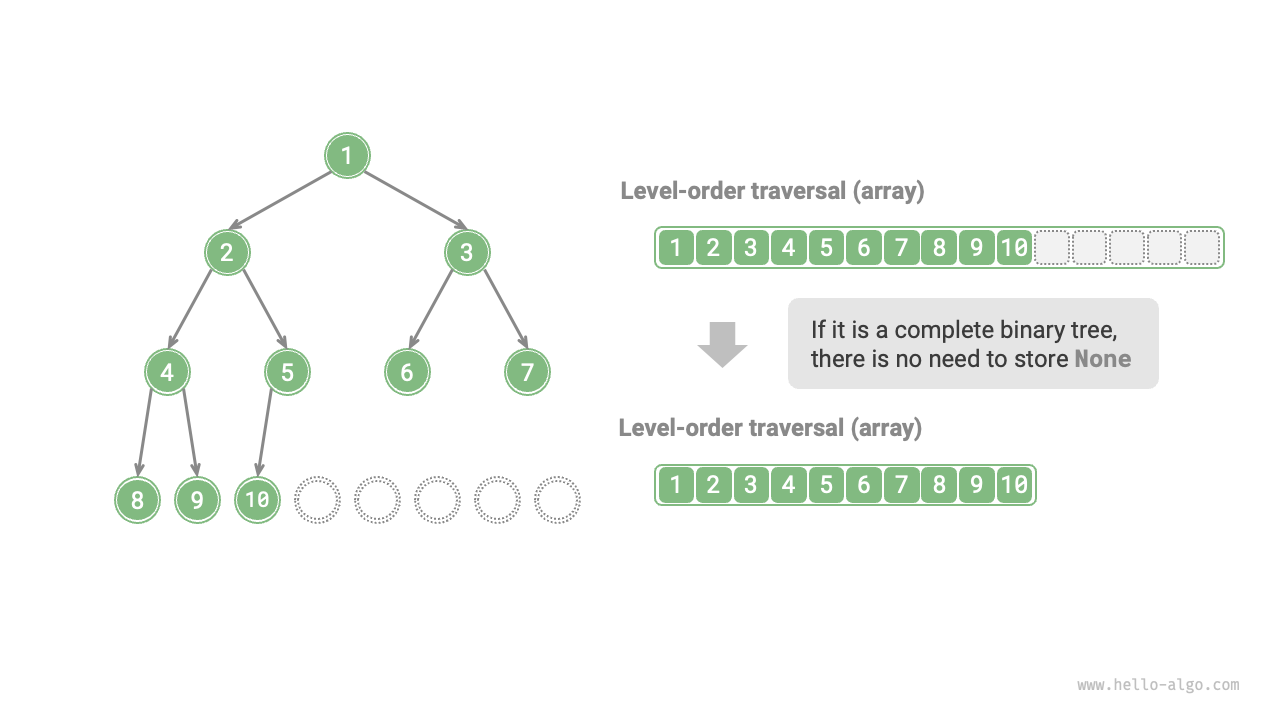 1
2 3
4 5 6 7
8 9 10
Level-order traversal (array)
1 2 3 4 5 6 7 8 9 10
If it is a complete binary tree,
there is no need to store None
Level-order traversal (array)
1 2 3 4 5 6 7 8 9 10
www.hello-algo.com